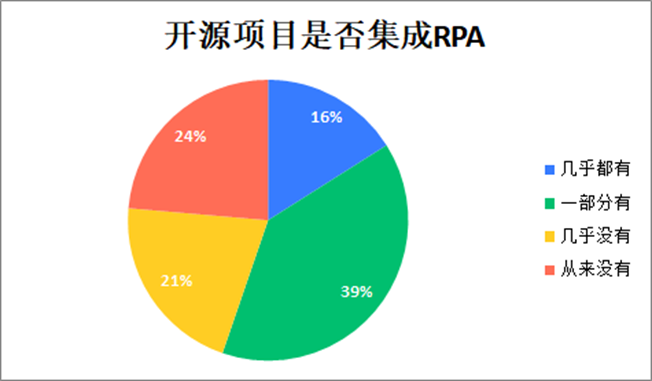 开源项目是否集成RPA
16%
39%
21%
24%
几乎都有
一部分有
几乎没有
从来没有